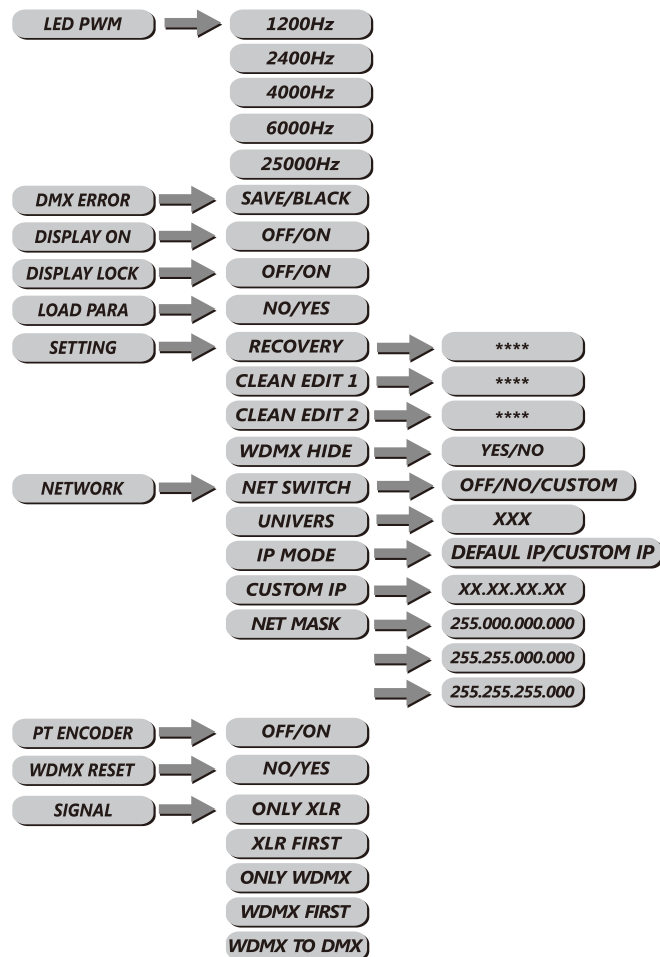 LED PWM 1200Hz
2400Hz
4000Hz
6000Hz
25000Hz
DMX ERROR SAVE/BLACK
DISPLAY ON OFF/ON
DISPLAY LOCK OFF/ON
LOAD PARA NO/YES
SETTING RECOVERY ****
CLEAN EDIT 1 ****
CLEAN EDIT 2 ****
WDMX HIDE YES/NO
NETWORK NET SWITCH OFF/NO/CUSTOM
UNIVERS XXX
IP MODE DEFAUL IP/CUSTOM IP
CUSTOM IP XX.XX.XX.XX
NET MASK 255.000.000.000
255.255.000.000
255.255.255.000
PT ENCODER OFF/ON
WDMX RESET NO/YES
SIGNAL ONLY XLR
XLR FIRST
ONLY WDMX
WDMX FIRST
WDMX TO DMX